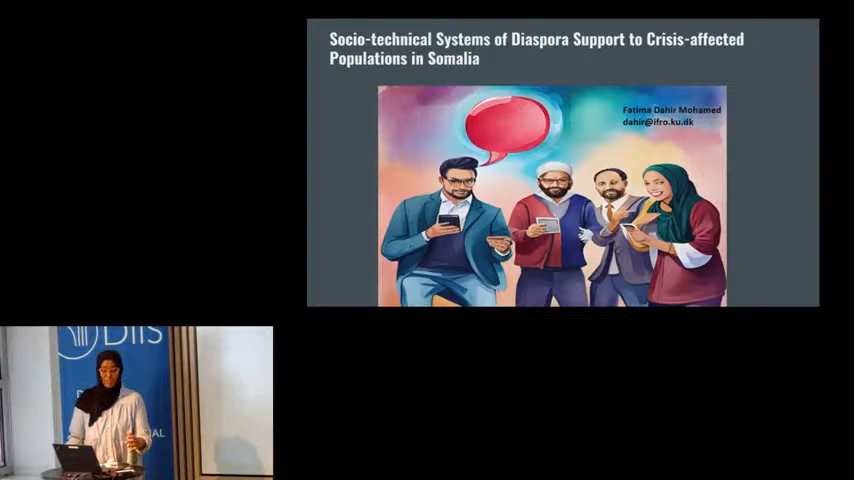 Socio-technical Systems of Diaspora Support to Crisis-affected
Populations in Somalia
Fatima Dahir Mohamed
dahir@ifro.ku.dk
DIIS